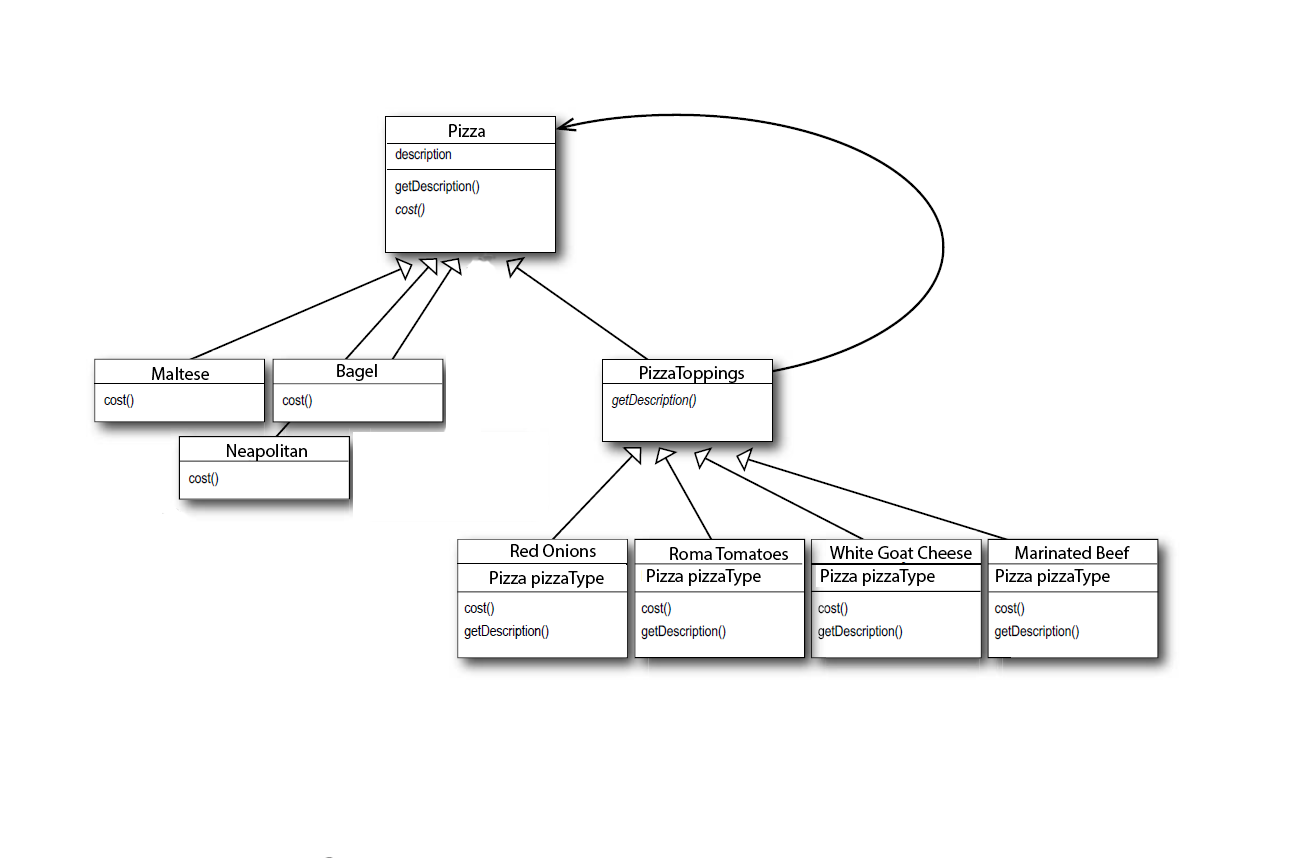 Pizza
description
getDescription()
cost()
Maltese
cost()
Bagel
cost()
Neapolitan
cost()
PizzaToppings
getDescription()
Red Onions
Pizza pizzaType
cost()
getDescription()
Roma Tomatoes
Pizza pizzaType
cost()
getDescription()
White Goat Cheese
Pizza pizzaType
cost()
getDescription()
Marinated Beef
Pizza pizzaType
cost()
getDescription()